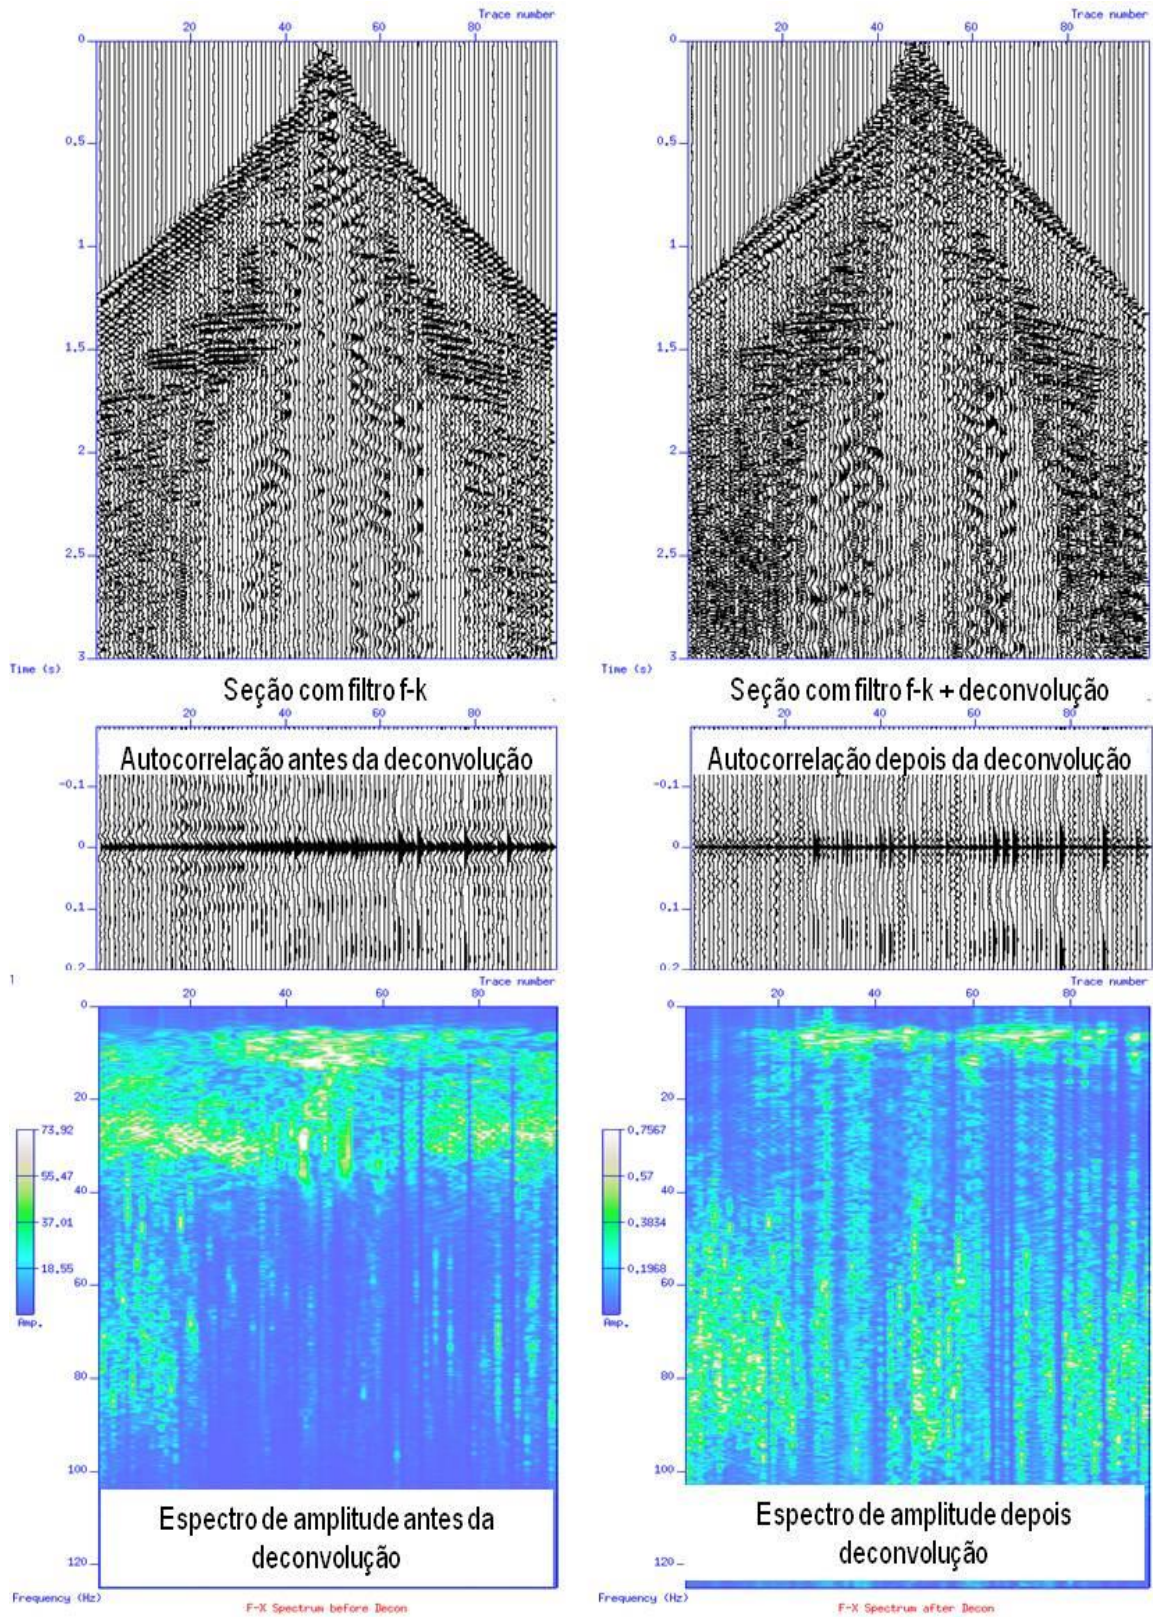 Trace number
20 40 60 80
0
0.5
1
1.5
2
2.5
3
Time (s)
Seção com filtro f-k
Trace number
20 40 60 80
0
0.5
1
1.5
2
2.5
3
Time (s)
Seção com filtro f-k + deconvolução
20 40 60 80
Autocorrelação antes da deconvolução
-0.1
0
0.1
0.2
20 40 60 80
Autocorrelação depois da deconvolução
-0.1
0
0.1
0.2
1
Trace number
20 40 60 80
0
20
40
60
80
100
120
73.92
55.47
37.01
18.55
Amp.
Espectro de amplitude antes da
deconvolução
Frequency (Hz)
F-X Spectrum before Decon
Trace number
20 40 60 80
0
20
40
60
80
100
120
0.7567
0.57
0.3834
0.1968
Amp.
Espectro de amplitude depois
deconvolução
Frequency (Hz)
F-X Spectrum after Decon